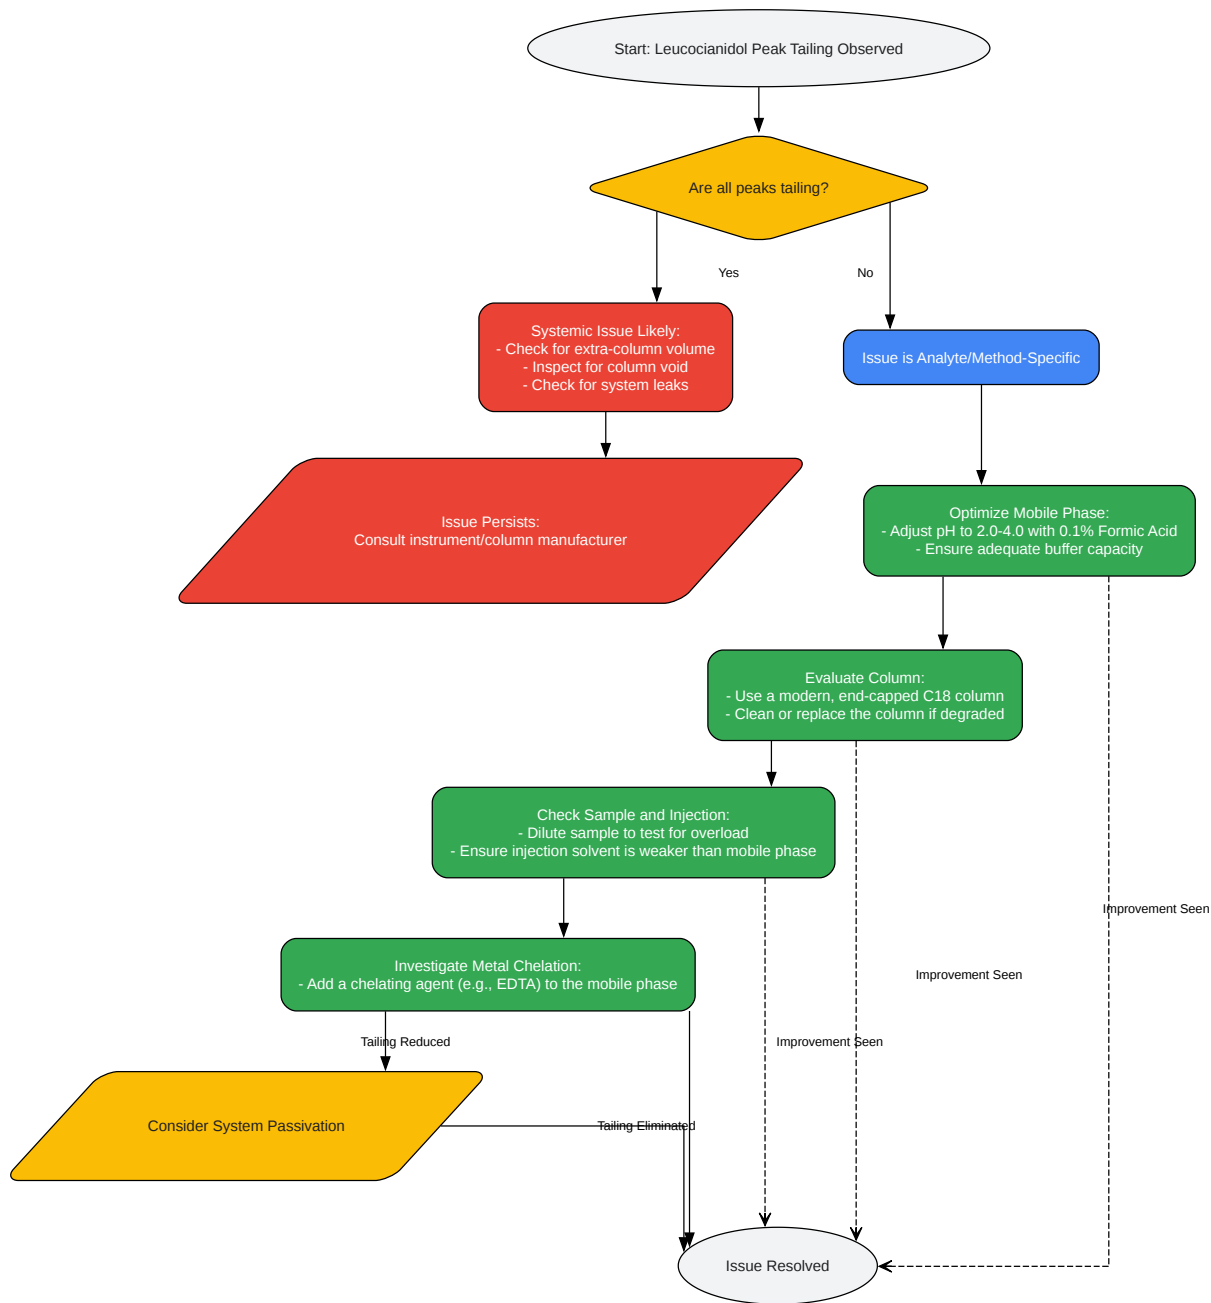 Start: Leucocianidol Peak Tailing Observed
Are all peaks tailing?
Yes
No
Systemic Issue Likely:
- Check for extra-column volume
- Inspect for column void
- Check for system leaks
Issue is Analyte/Method-Specific
Issue Persists:
Consult instrument/column manufacturer
Optimize Mobile Phase:
- Adjust pH to 2.0-4.0 with 0.1% Formic Acid
- Ensure adequate buffer capacity
Evaluate Column:
- Use a modern, end-capped C18 column
- Clean or replace the column if degraded
Check Sample and Injection:
- Dilute sample to test for overload
- Ensure injection solvent is weaker than mobile phase
Improvement Seen
Investigate Metal Chelation:
- Add a chelating agent (e.g., EDTA) to the mobile phase
Improvement Seen
Tailing Reduced
Improvement Seen
Consider System Passivation
Tailing Eliminated
Issue Resolved